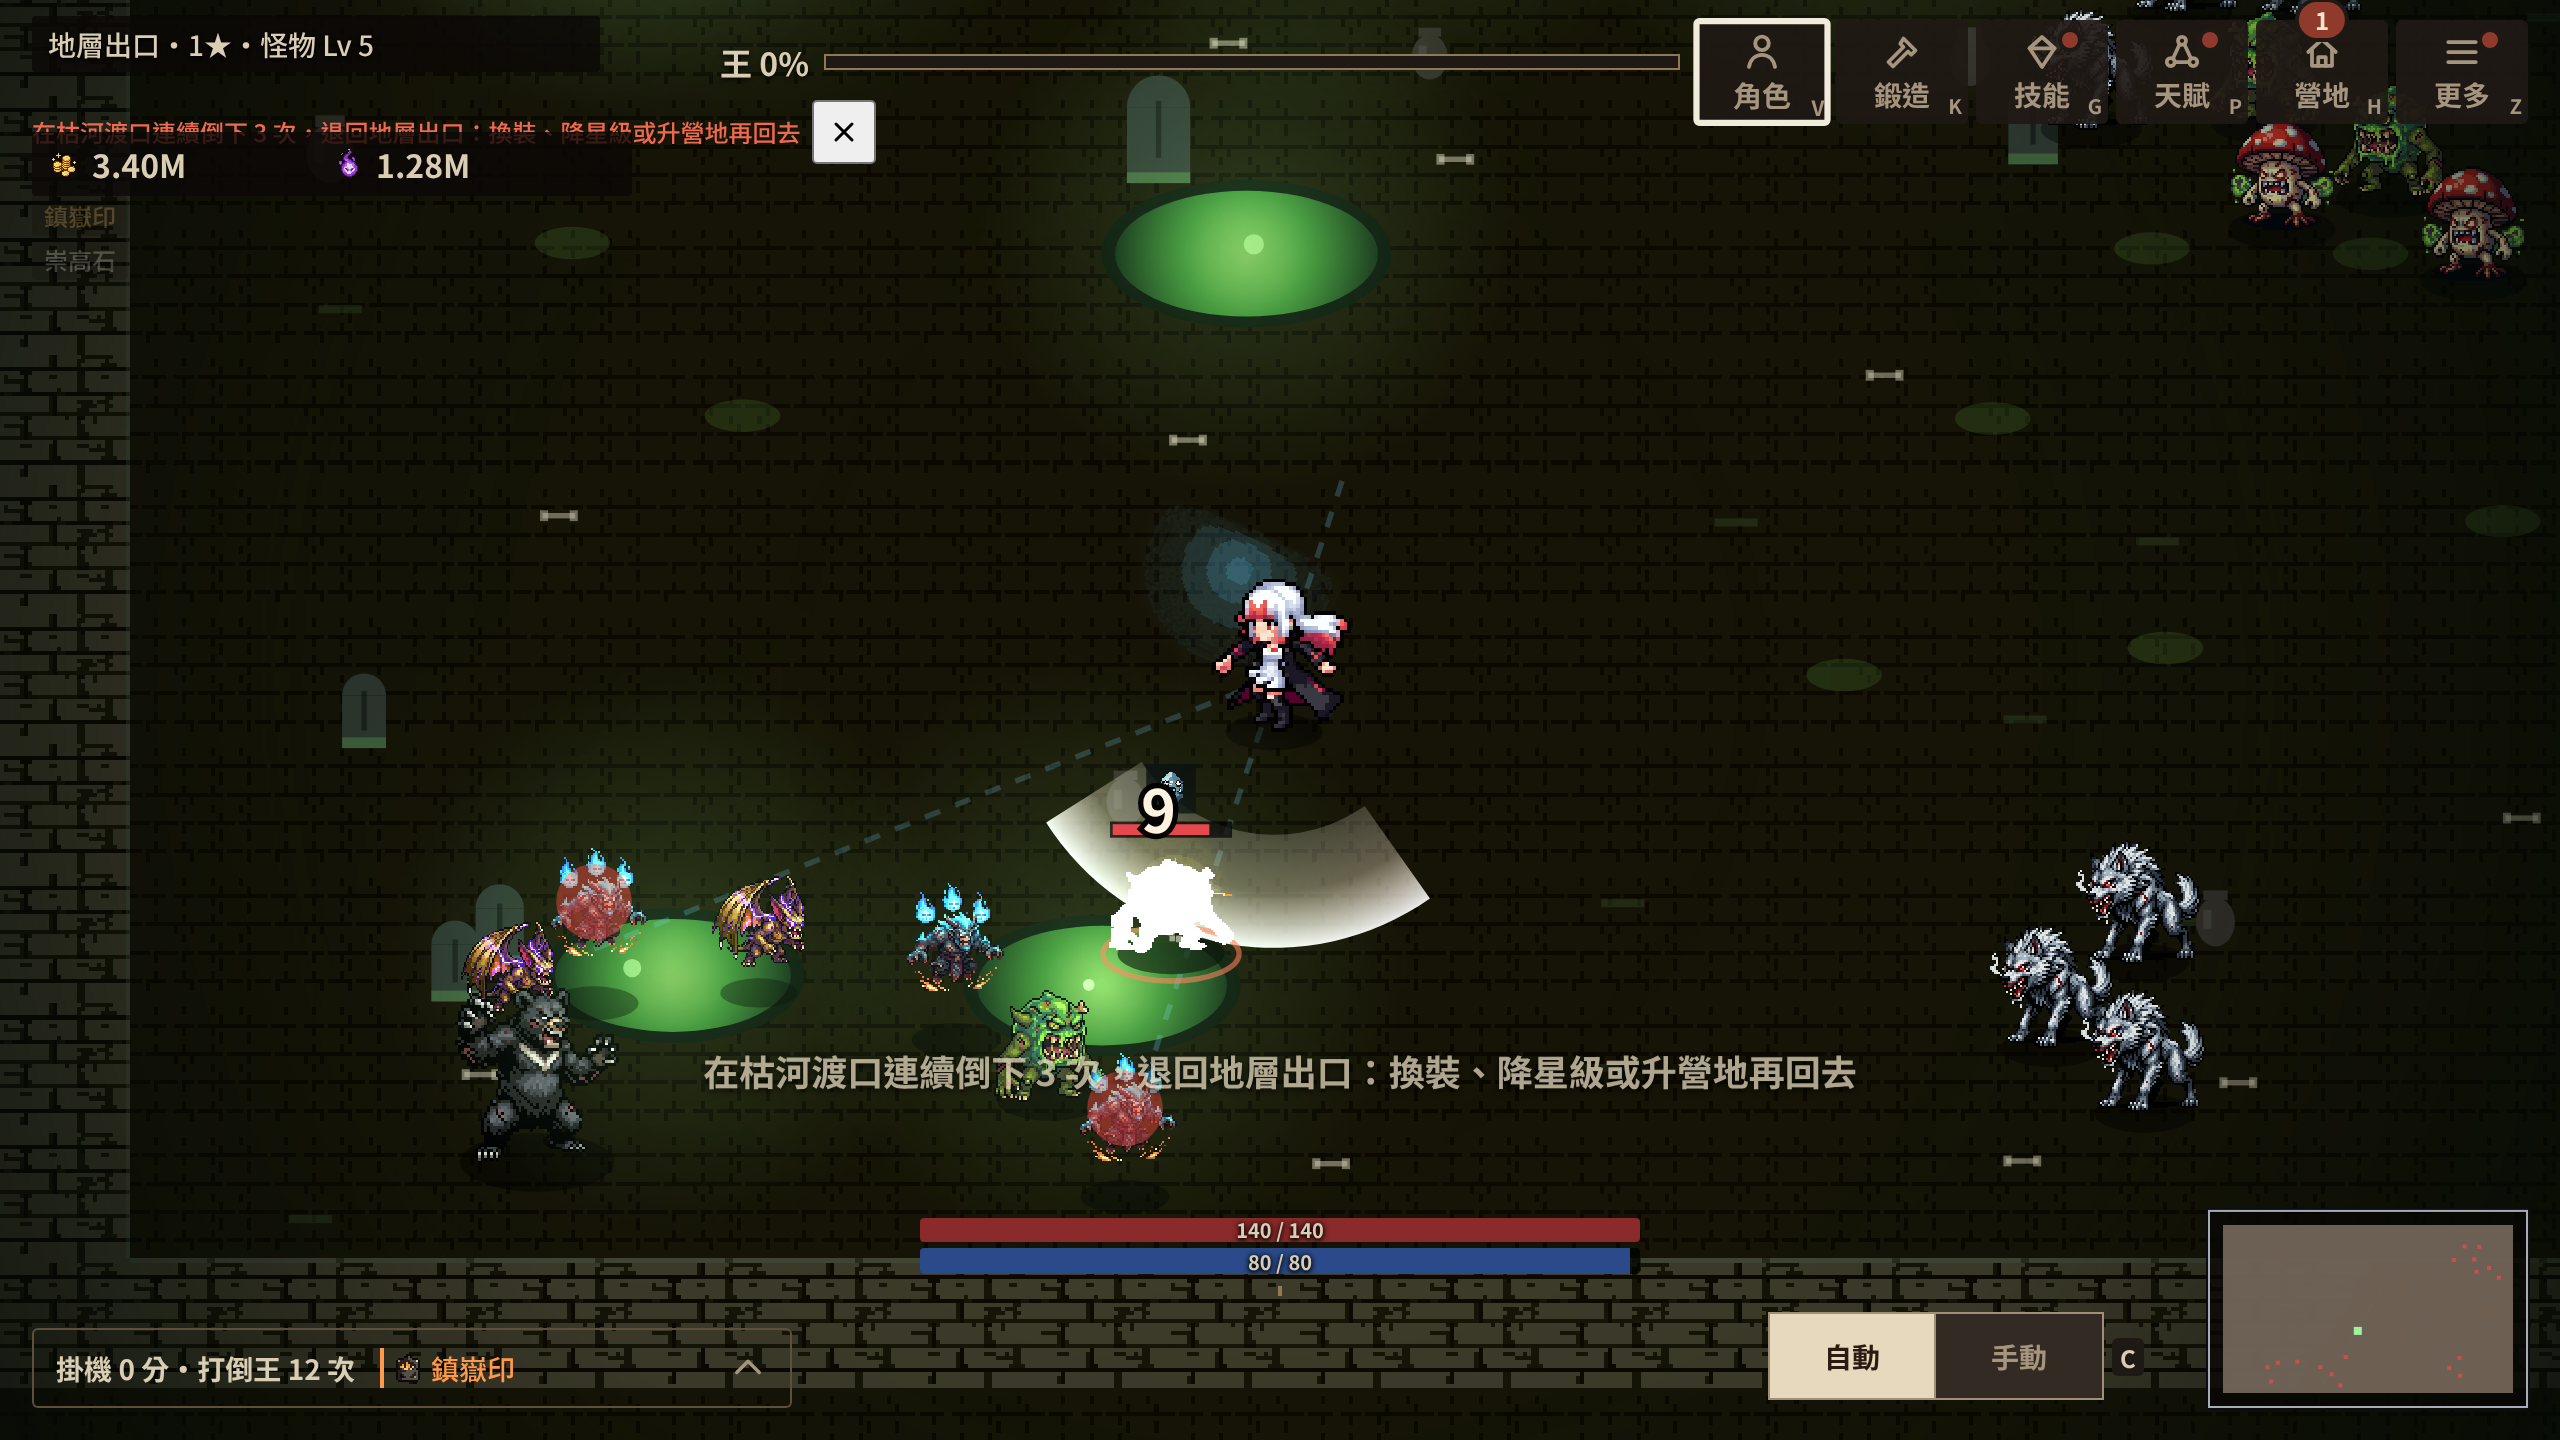 地層出口・1★・怪物 Lv 5
王 0%
角色 V
鍛造 K
技能 G
天賦 P
1
營地 H
更多 Z
在枯河渡口連續倒下 3 次，退回地層出口：換裝、降星級或升營地再回去
3.40M
1.28M
鎮嶽印
崇高石
9
在枯河渡口連續倒下 3 次，退回地層出口：換裝、降星級或升營地再回去
140 / 140
80 / 80
掛機 0 分・打倒王 12 次
鎮嶽印
自動
手動
C